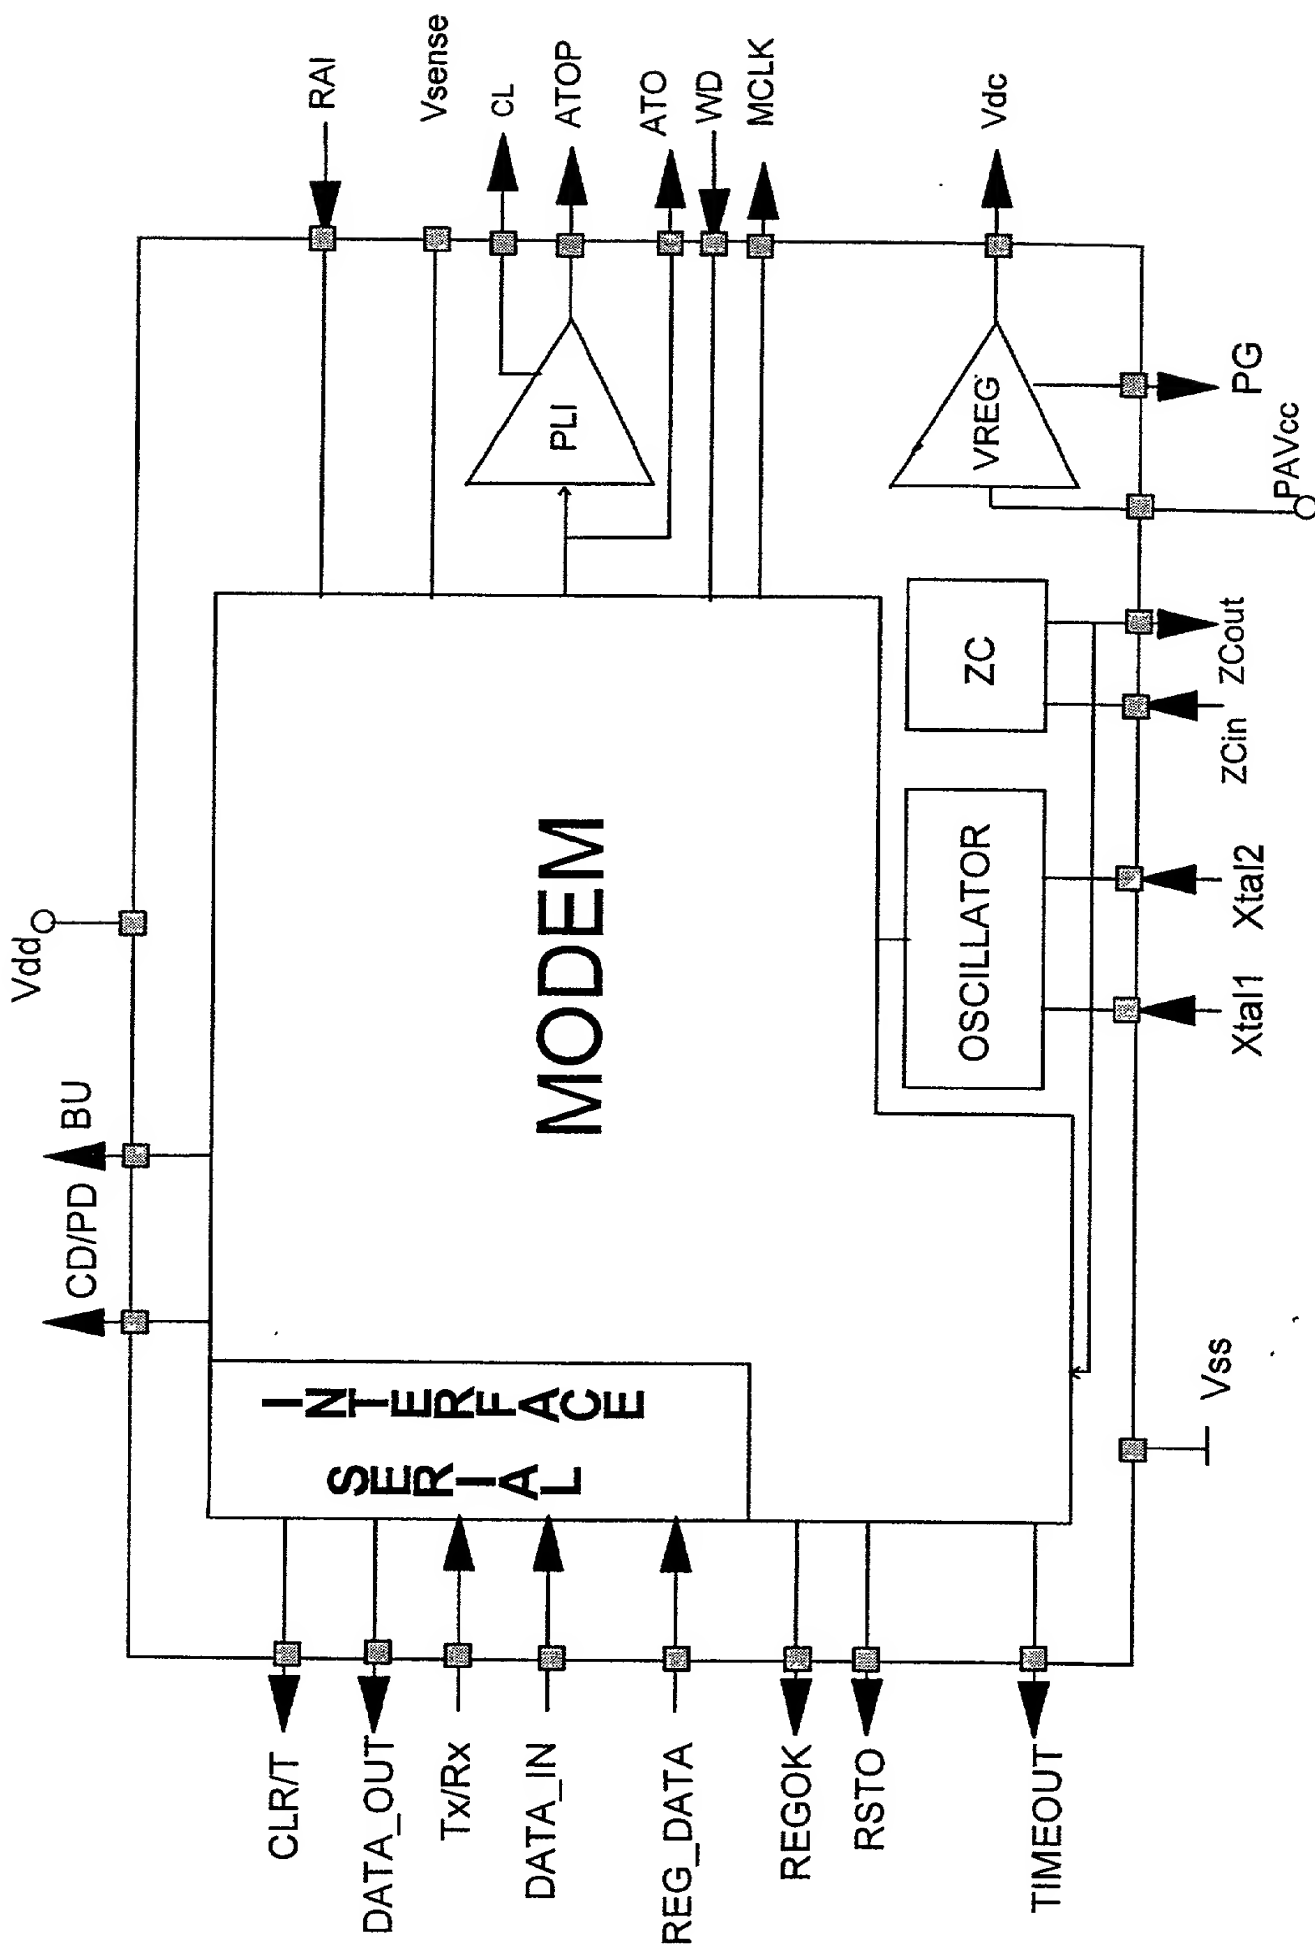 RAI
Vsense
CL
ATOP
ATO
WD
MCLK
Vdc
PLI
VREG
PG
PAVcc
ZC
ZCout
ZCin
OSCILLATOR
Xtal2
Xtal1
MODEM
Vdd
BU
CD/PD
Vss
SERIAL
INTERFACE
CLR/T
DATA_OUT
Tx/Rx
DATA_IN
REG_DATA
REGOK
RSTO
TIMEOUT